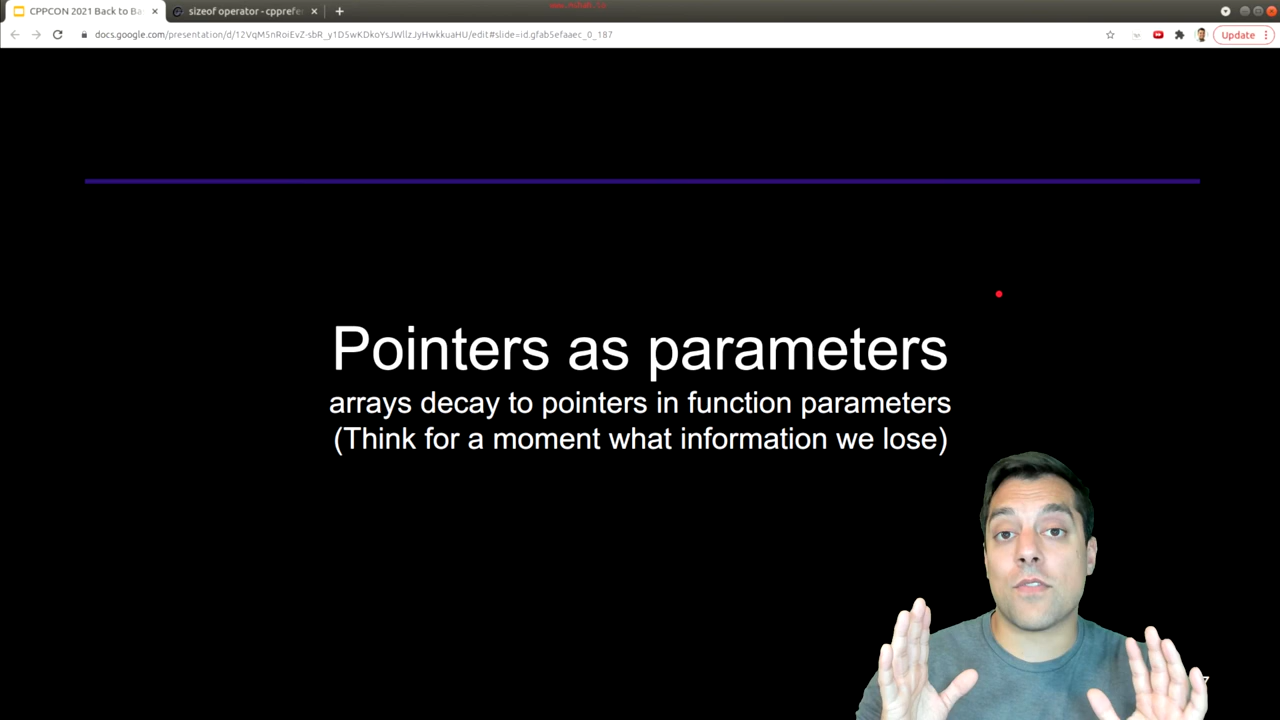 CPPCON 2021 Back to Ba
sizeof operator - cpprefe
docs.google.com/presentation/d/12VqM5nRoiEvZ-sbR_y1DSwKDkoYsJWllzJyHwkkuaHU/edit#slide=id.gfab5efaaec_0_187
Update
Pointers as parameters
arrays decay to pointers in function parameters
(Think for a moment what information we lose)
7